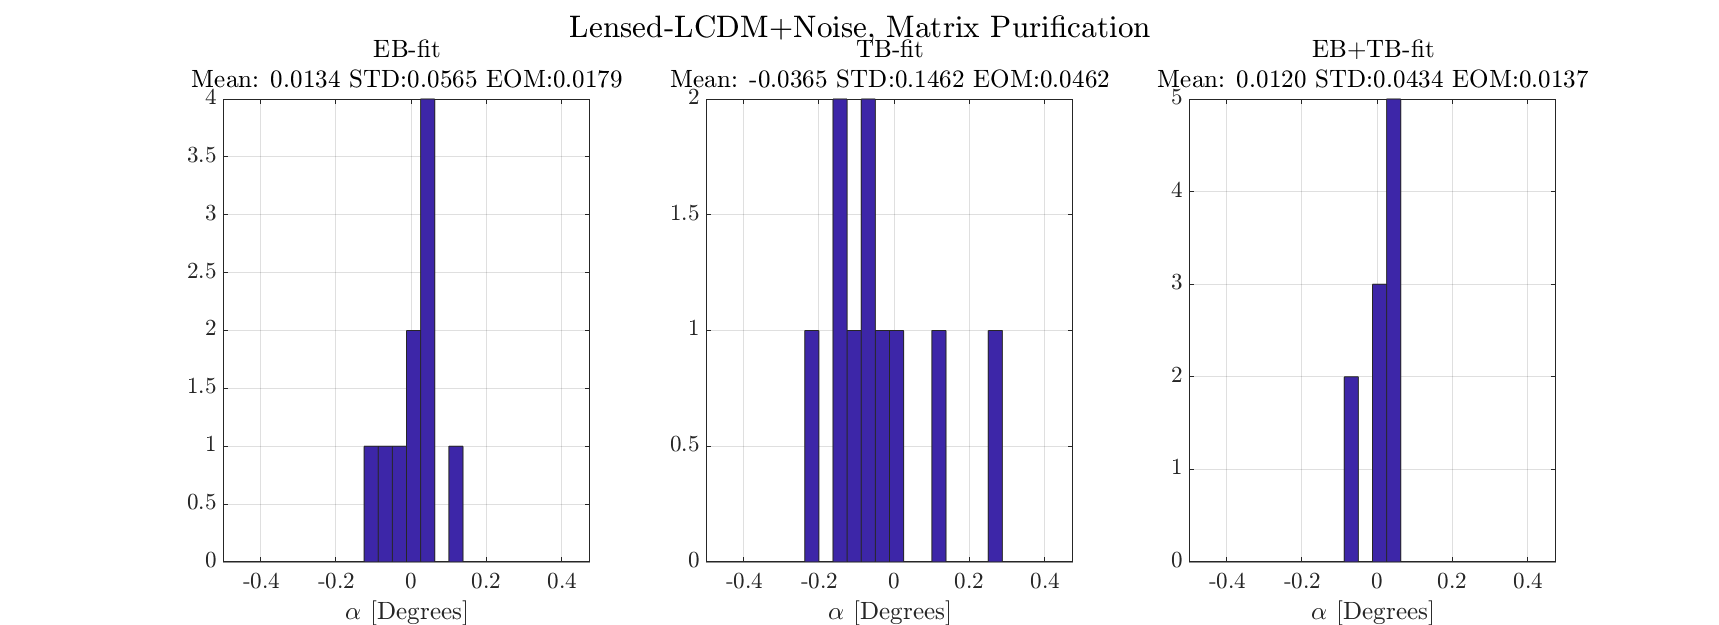 Lensed-LCDM+Noise, Matrix Purification
EB-fit
Mean: 0.0134 STD:0.0565 EOM:0.0179
4
3.5
3
2.5
2
1.5
1
0.5
0
-0.4 -0.2 0 0.2 0.4
α [Degrees]
TB-fit
Mean: -0.0365 STD:0.1462 EOM:0.0462
2
1.5
1
0.5
0
-0.4 -0.2 0 0.2 0.4
α [Degrees]
EB+TB-fit
Mean: 0.0120 STD:0.0434 EOM:0.0137
5
4
3
2
1
0
-0.4 -0.2 0 0.2 0.4
α [Degrees]